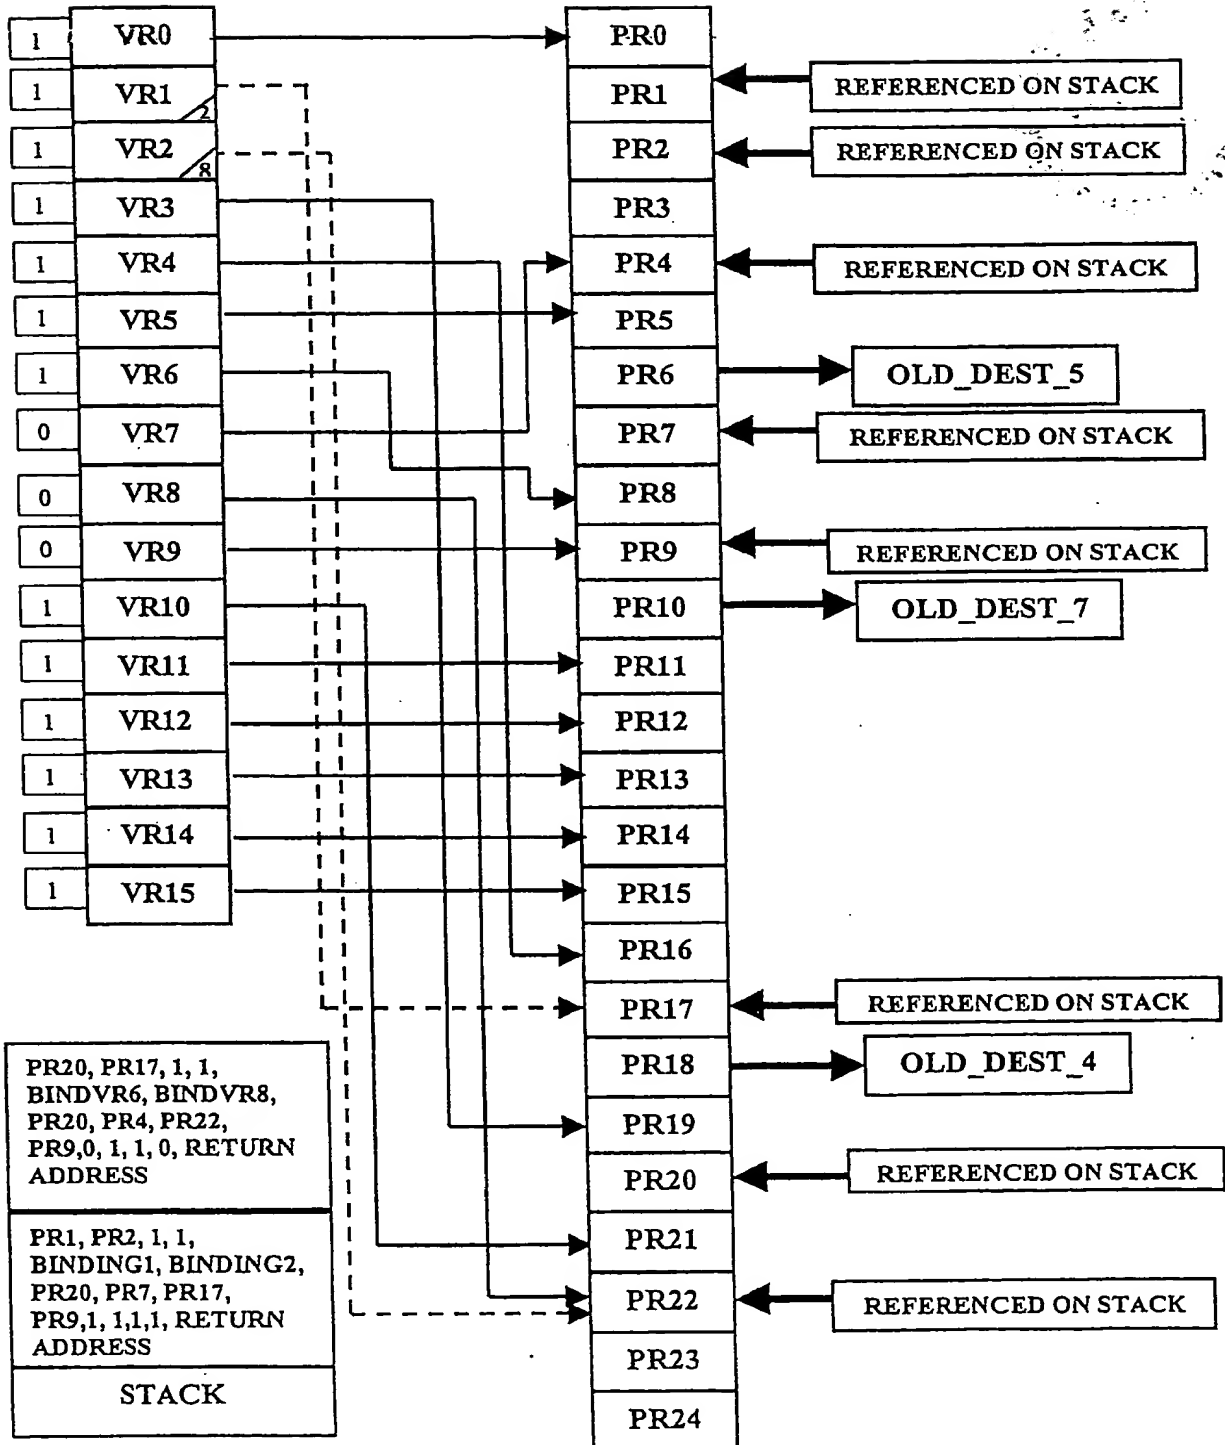 1 VR0 PR0
1 VR1 2 PR1 REFERENCED ON STACK
1 VR2 8 PR2 REFERENCED ON STACK
1 VR3 PR3
1 VR4 PR4 REFERENCED ON STACK
1 VR5 PR5
1 VR6 PR6 OLD_DEST_5
0 VR7 PR7 REFERENCED ON STACK
0 VR8 PR8
0 VR9 PR9 REFERENCED ON STACK
1 VR10 PR10 OLD_DEST_7
1 VR11 PR11
1 VR12 PR12
1 VR13 PR13
1 VR14 PR14
1 VR15 PR15
PR16
PR17 REFERENCED ON STACK
PR18 OLD_DEST_4
PR19
PR20 REFERENCED ON STACK
PR21
PR22 REFERENCED ON STACK
PR23
PR24
PR20, PR17, 1, 1,
BINDVR6, BINDVR8,
PR20, PR4, PR22,
PR9,0, 1, 1, 0, RETURN
ADDRESS
PR1, PR2, 1, 1,
BINDING1, BINDING2,
PR20, PR7, PR17,
PR9,1, 1,1,1, RETURN
ADDRESS
STACK